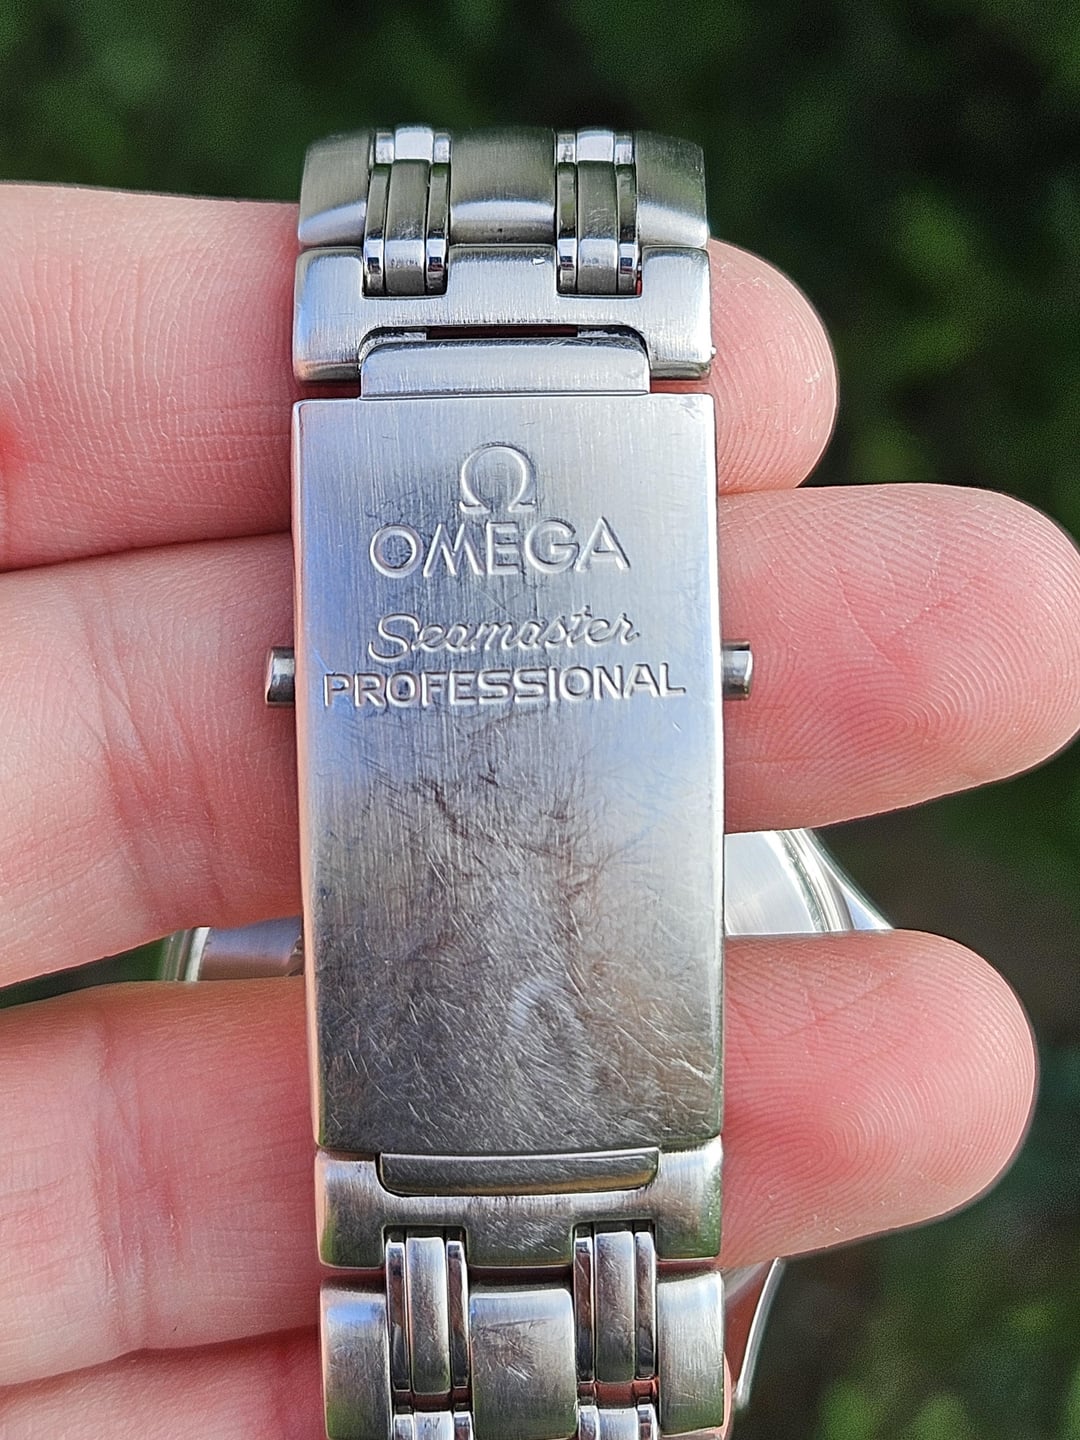 Ω
OMEGA
Seamaster
PROFESSIONAL